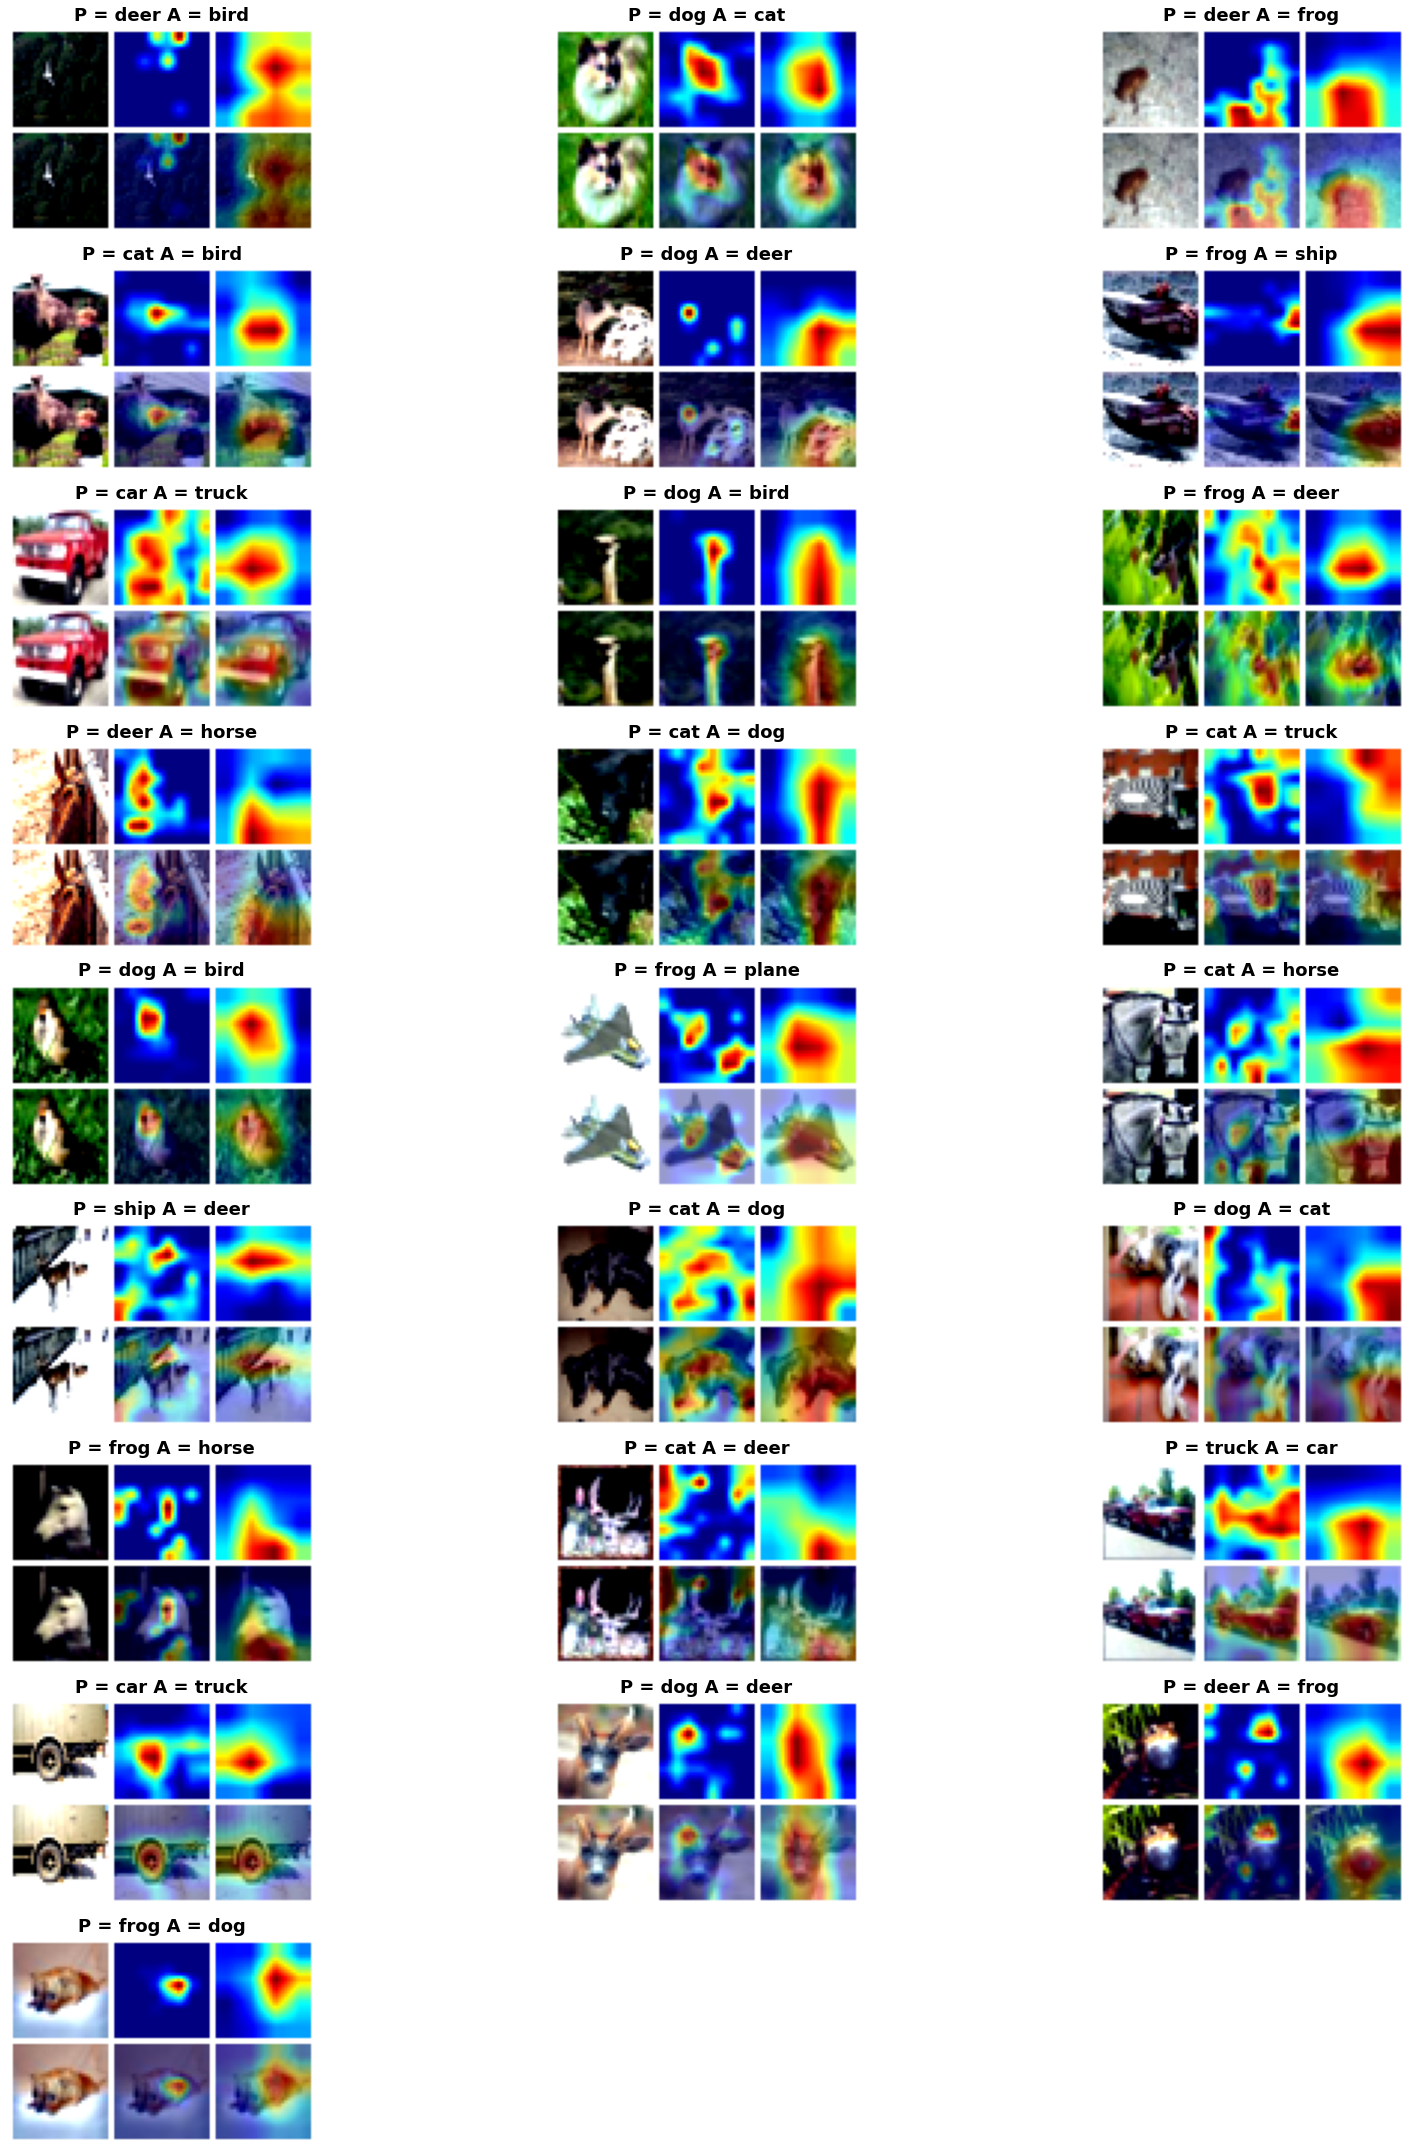 P = deer A = bird
P = dog A = cat
P = deer A = frog
P = cat A = bird
P = dog A = deer
P = frog A = ship
P = car A = truck
P = dog A = bird
P = frog A = deer
P = deer A = horse
P = cat A = dog
P = cat A = truck
P = dog A = bird
P = frog A = plane
P = cat A = horse
P = ship A = deer
P = cat A = dog
P = dog A = cat
P = frog A = horse
P = cat A = deer
P = truck A = car
P = car A = truck
P = dog A = deer
P = deer A = frog
P = frog A = dog